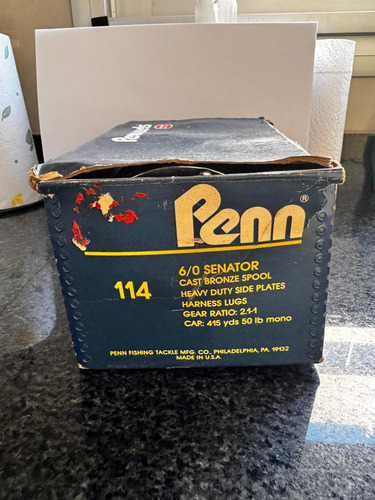 Penn
Penn®
114
6/0 SENATOR
CAST BRONZE SPOOL
HEAVY DUTY SIDE PLATES
HARNESS LUGS
GEAR RATIO: 2.1-1
CAP: 415 yds 50 lb mono
PENN FISHING TACKLE MFG. CO., PHILADELPHIA, PA. 19132
MADE IN U.S.A.